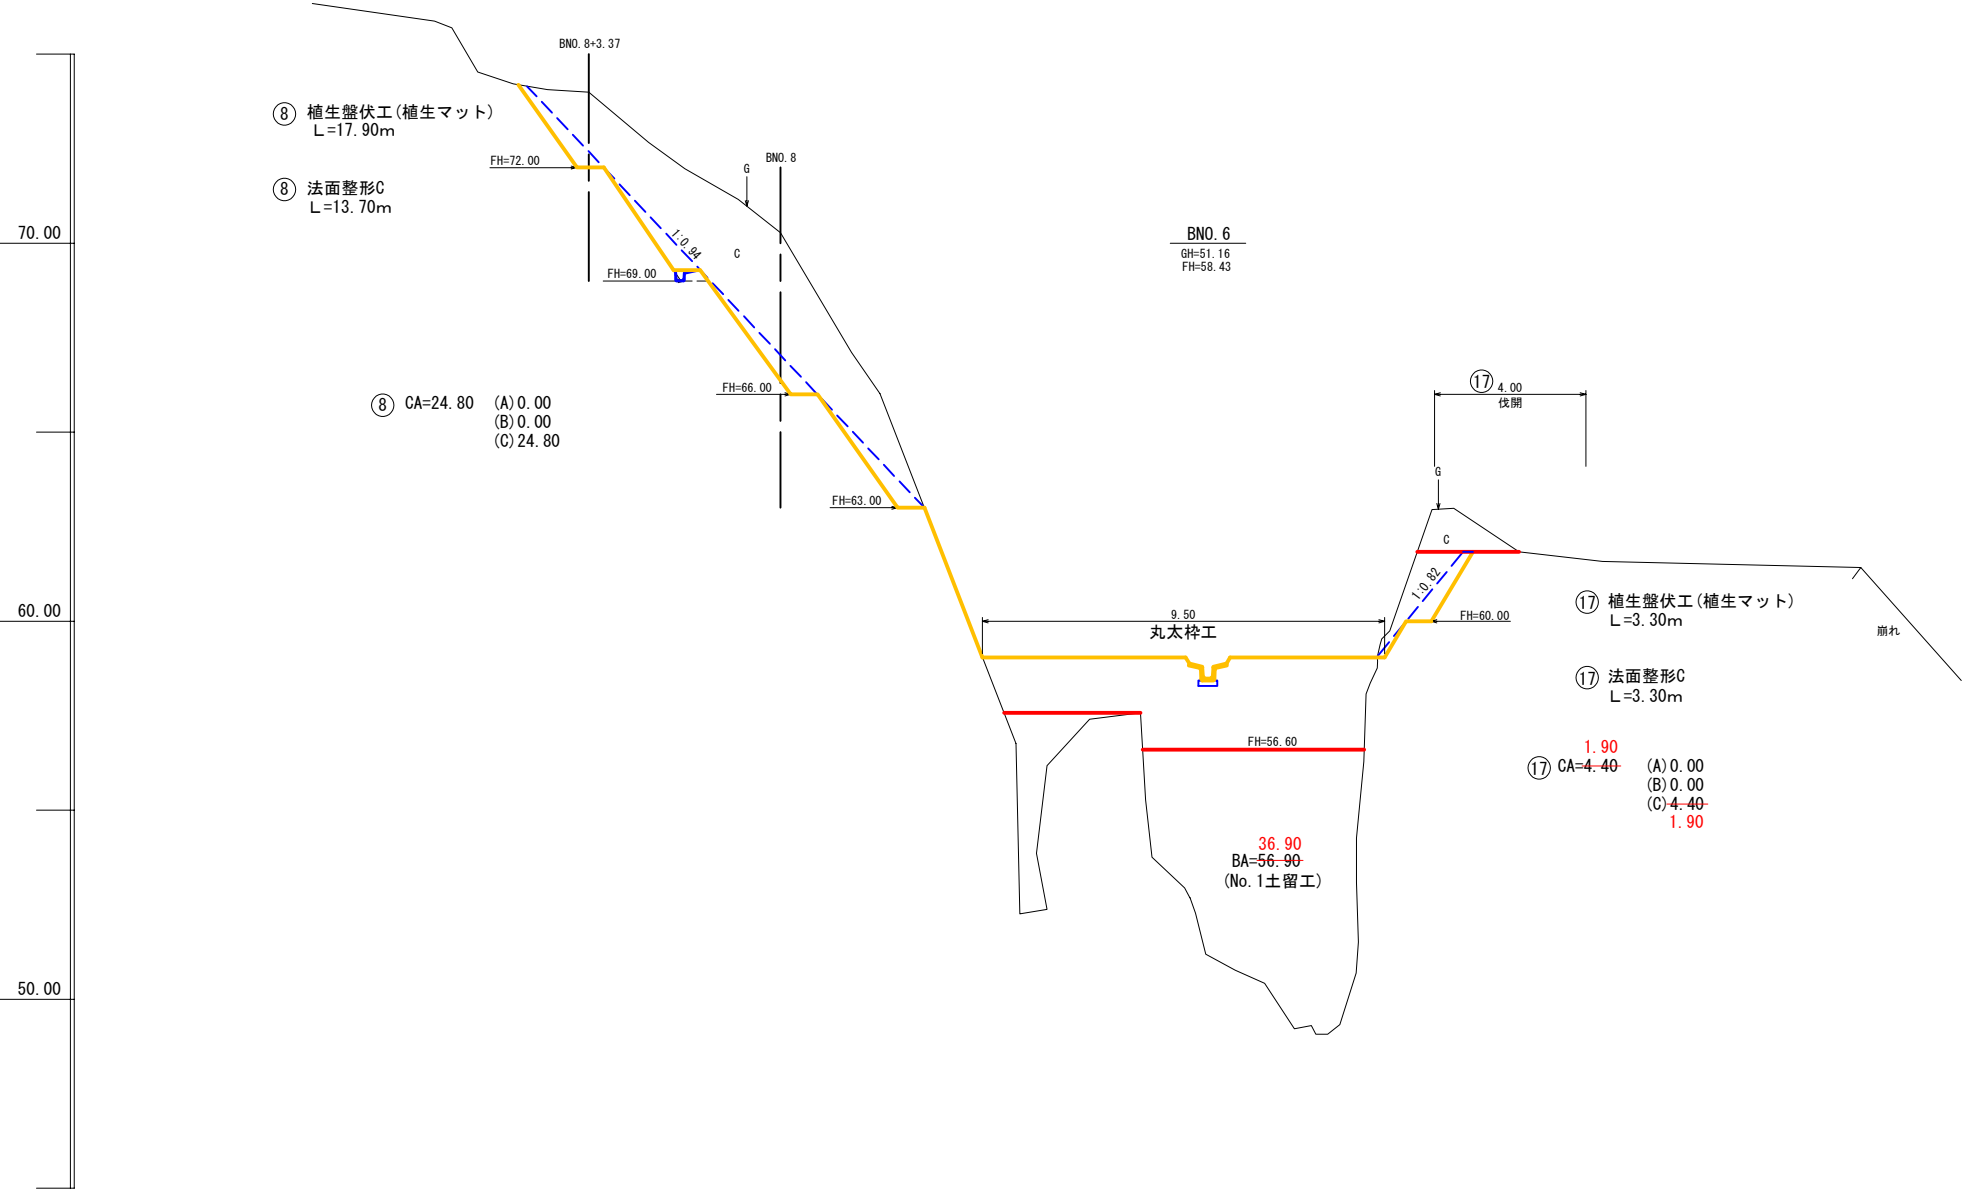 BNO. 8+3. 37
⑧ 植生盤伏工(植生マット)
L=17. 90m
FH=72. 00
BNO. 8
G
⑧ 法面整形C
L=13. 70m
70. 00
1:0. 94
C
FH=69. 00
BNO. 6
GH=51. 16
FH=58. 43
⑧ CA=24. 80 (A)0. 00
(B)0. 00
(C)24. 80
FH=66. 00
⑰ 4. 00
伐開
G
FH=63. 00
C
1:0. 82
60. 00
9. 50
丸太枠工
FH=60. 00
⑰ 植生盤伏工(植生マット)
L=3. 30m
崩れ
⑰ 法面整形C
L=3. 30m
FH=56. 60
1. 90
⑰ CA=4. 40 (A)0. 00
(B)0. 00
(C)4. 40
1. 90
36. 90
BA=56. 90
(No. 1土留工)
50. 00